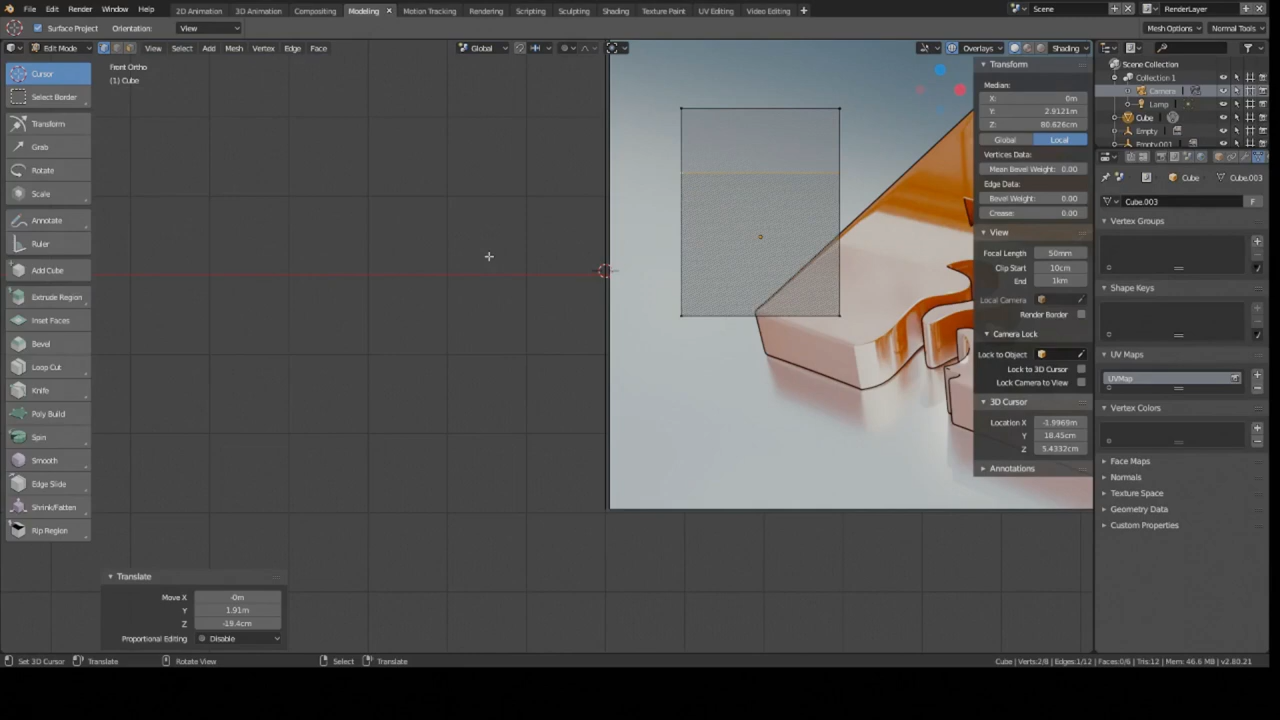 File Edit Render Window Help 2D Animation 3D Animation Compositing Modeling Motion Tracking Rendering Scripting Sculpting Shading Texture Paint UV Editing Video Editing Scene RenderLayer
Surface Project Orientation: View Mesh Options Normal Tools
Edit Mode View Select Add Mesh Vertex Edge Face Global Overlays Shading
Front Ortho
(1) Cube
Cursor
Select Border
Transform
Grab
Rotate
Scale
Annotate
Ruler
Add Cube
Extrude Region
Inset Faces
Bevel
Loop Cut
Knife
Poly Build
Spin
Smooth
Edge Slide
Shrink/Fatten
Rip Region
Translate
Move X -0m
Y 1.91m
Z -19.4cm
Proportional Editing Disable
Transform
Median:
X: 0m
Y: 2.9121m
Z: 80.626cm
Global Local
Vertices Data:
Mean Bevel Weight: 0.00
Edge Data:
Bevel Weight: 0.00
Crease: 0.00
View
Focal Length 50mm
Clip Start 10cm
End 1km
Local Camera
Render Border
Camera Lock
Lock to Object
Lock to 3D Cursor
Lock Camera to View
3D Cursor
Location X -1.9969m
Y 18.45cm
Z 5.4332cm
Annotations
Scene Collection
Collection 1
Camera
Lamp
Cube
Empty
Empty.001
Cube Cube.003
Cube.003 F
Vertex Groups
Shape Keys
UV Maps
UVMap
Vertex Colors
Face Maps
Normals
Texture Space
Geometry Data
Custom Properties
Set 3D Cursor Translate Rotate View Select Translate Cube | Verts:2/8 | Edges:1/12 | Faces:0/6 | Tris:12 | Mem: 46.6 MB | v2.80.21